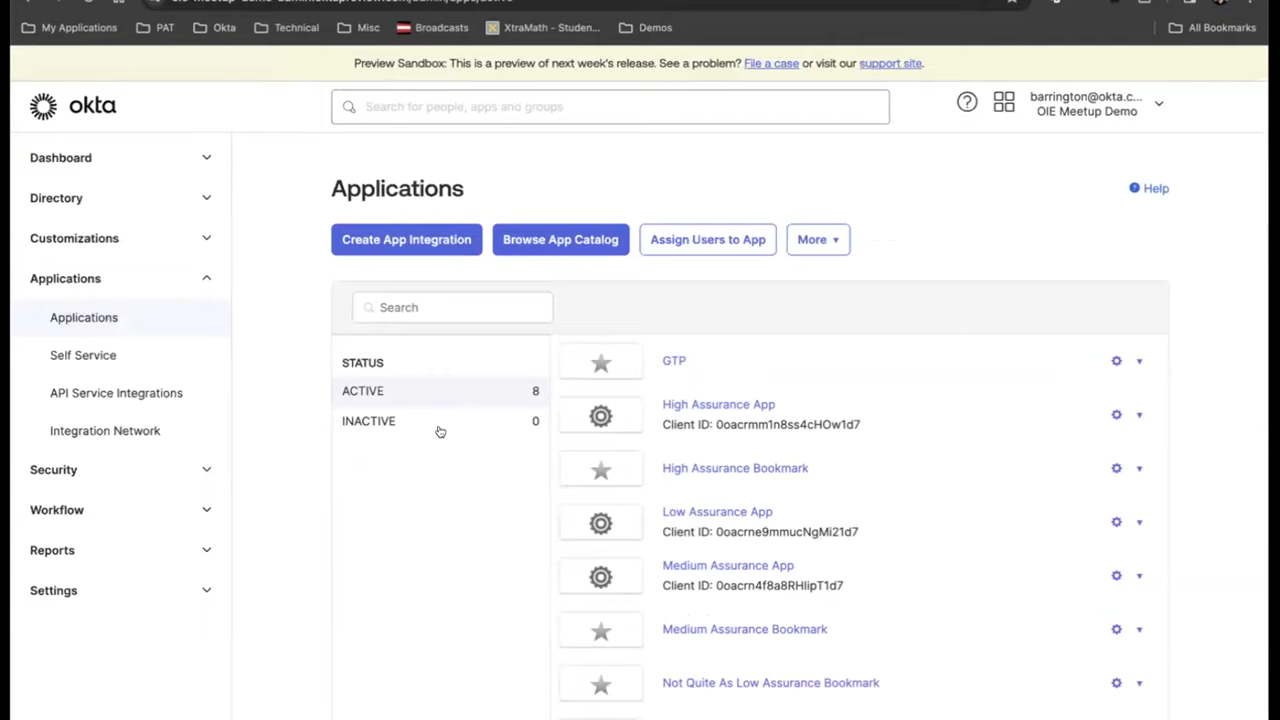 My Applications
PAT
Okta
Technical
Misc
Broadcasts
XtraMath - Studen...
Demos
All Bookmarks
Preview Sandbox: This is a preview of next week's release. See a problem? File a case or visit our support site.
okta
Search for people, apps and groups
barrington@okta.c...
OIE Meetup Demo
Dashboard
Directory
Customizations
Applications
Applications
Self Service
API Service Integrations
Integration Network
Security
Workflow
Reports
Settings
Applications
Help
Create App Integration
Browse App Catalog
Assign Users to App
More
Search
STATUS
ACTIVE 8
INACTIVE 0
GTP
High Assurance App
Client ID: 0oacrmm1n8ss4cHOw1d7
High Assurance Bookmark
Low Assurance App
Client ID: 0oacrne9mmucNgMi21d7
Medium Assurance App
Client ID: 0oacrn4f8a8RHlipT1d7
Medium Assurance Bookmark
Not Quite As Low Assurance Bookmark